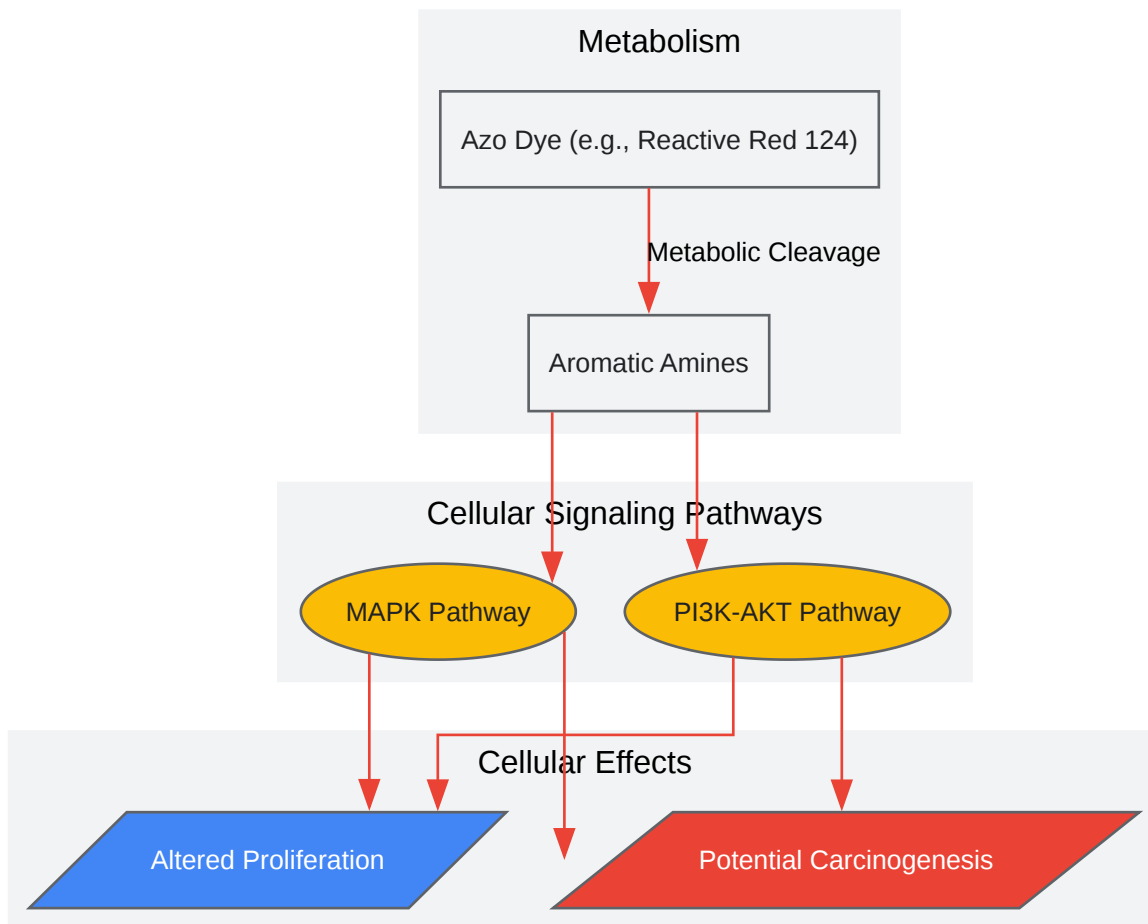 Metabolism
Azo Dye (e.g., Reactive Red 124)
Metabolic Cleavage
Aromatic Amines
Cellular Signaling Pathways
MAPK Pathway
PI3K-AKT Pathway
Cellular Effects
Altered Proliferation
Potential Carcinogenesis